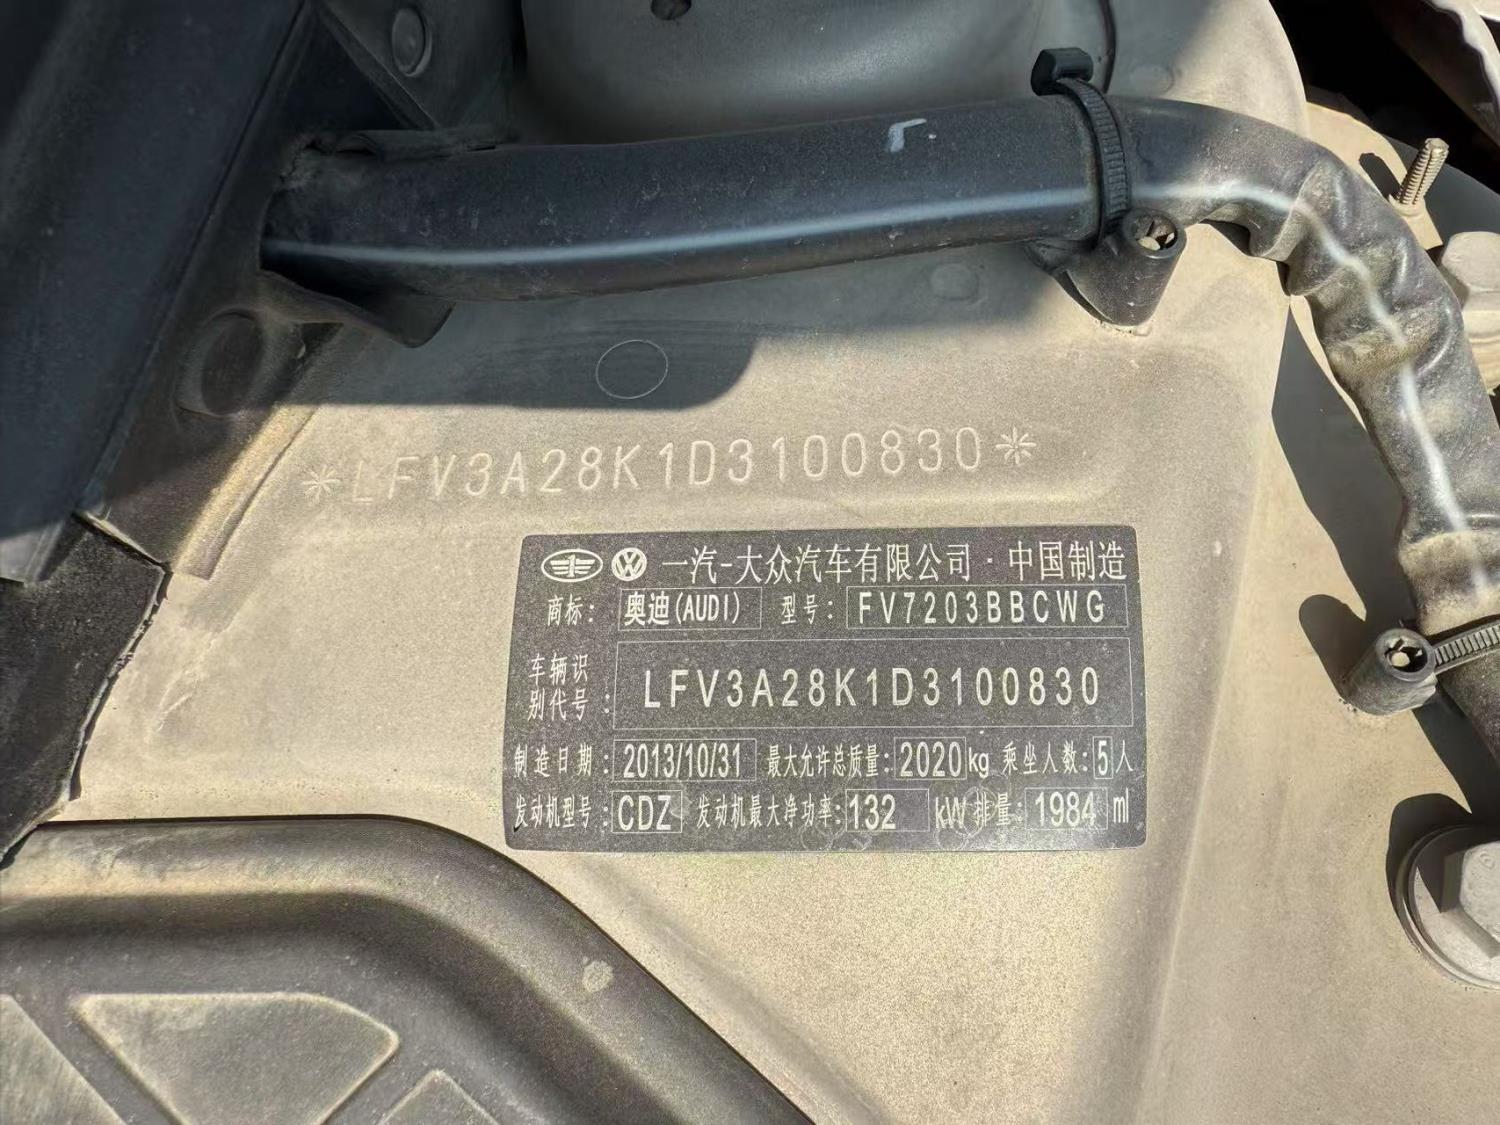 *LFV3A28K1D3100830*
一汽-大众汽车有限公司·中国制造
商标: 奥迪(AUDI) 型号: FV7203BBCWG
车辆识
别代号: LFV3A28K1D3100830
制造日期: 2013/10/31 最大允许总质量: 2020kg 乘坐人数: 5人
发动机型号: CDZ 发动机最大净功率: 132 kW 排量: 1984 ml